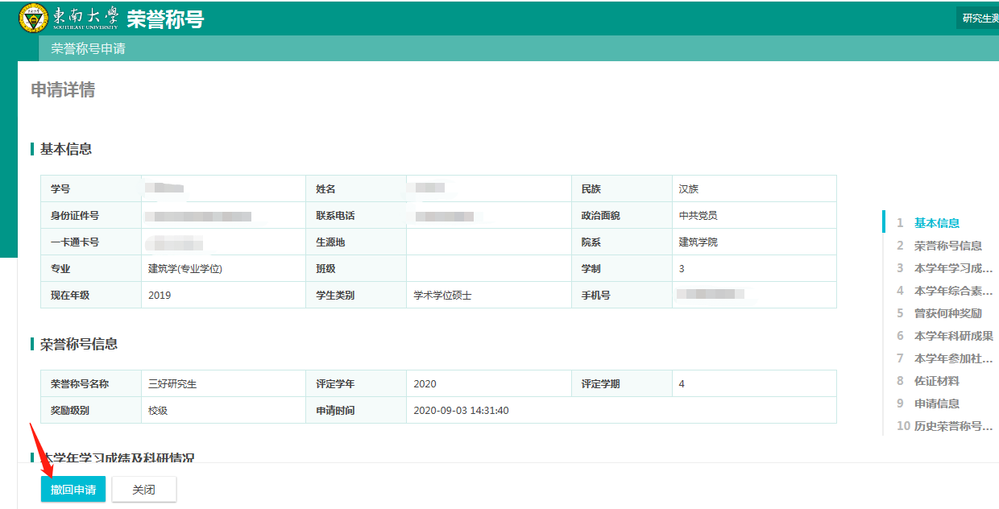 東南大學 荣誉称号
SOUTHEAST UNIVERSITY
研究生测
荣誉称号申请
申请详情
基本信息
学号 姓名 民族 汉族
身份证件号 联系电话 政治面貌 中共党员
一卡通卡号 生源地 院系 建筑学院
专业 建筑学(专业学位) 班级 学制 3
现在年级 2019 学生类别 学术学位硕士 手机号
荣誉称号信息
荣誉称号名称 三好研究生 评定学年 2020 评定学期 4
奖励级别 校级 申请时间 2020-09-03 14:31:40
本学年学习成绩及科研情况
撤回申请 关闭
1 基本信息
2 荣誉称号信息
3 本学年学习成...
4 本学年综合素...
5 曾获何种奖励
6 本学年科研成果
7 本学年参加社...
8 佐证材料
9 申请信息
10 历史荣誉称号...